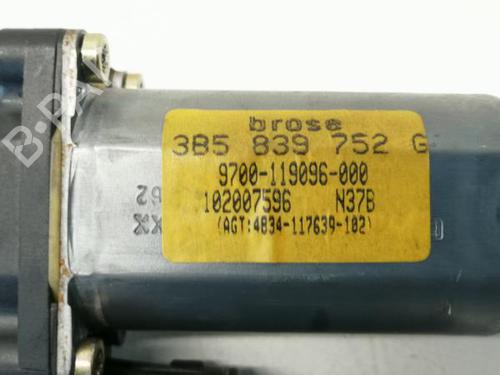 brose
3B5 839 752 G
9700-119096-000
102007596 N37B
(AGT:4834-117639-102)